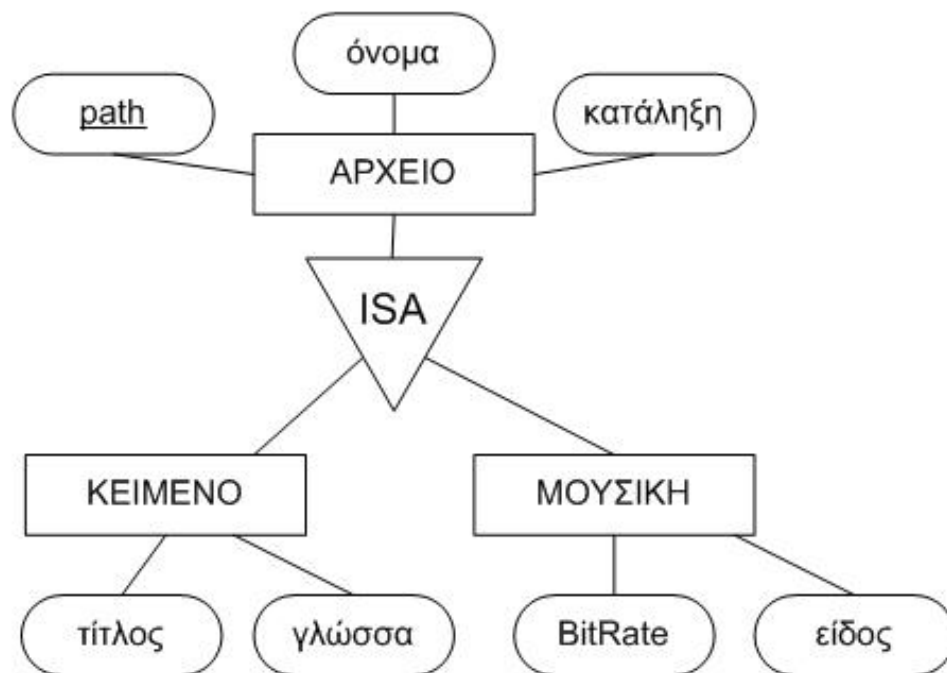 όνομα
path
κατάληξη
ΑΡΧΕΙΟ
ISA
ΚΕΙΜΕΝΟ
ΜΟΥΣΙΚΗ
τίτλος
γλώσσα
BitRate
είδος